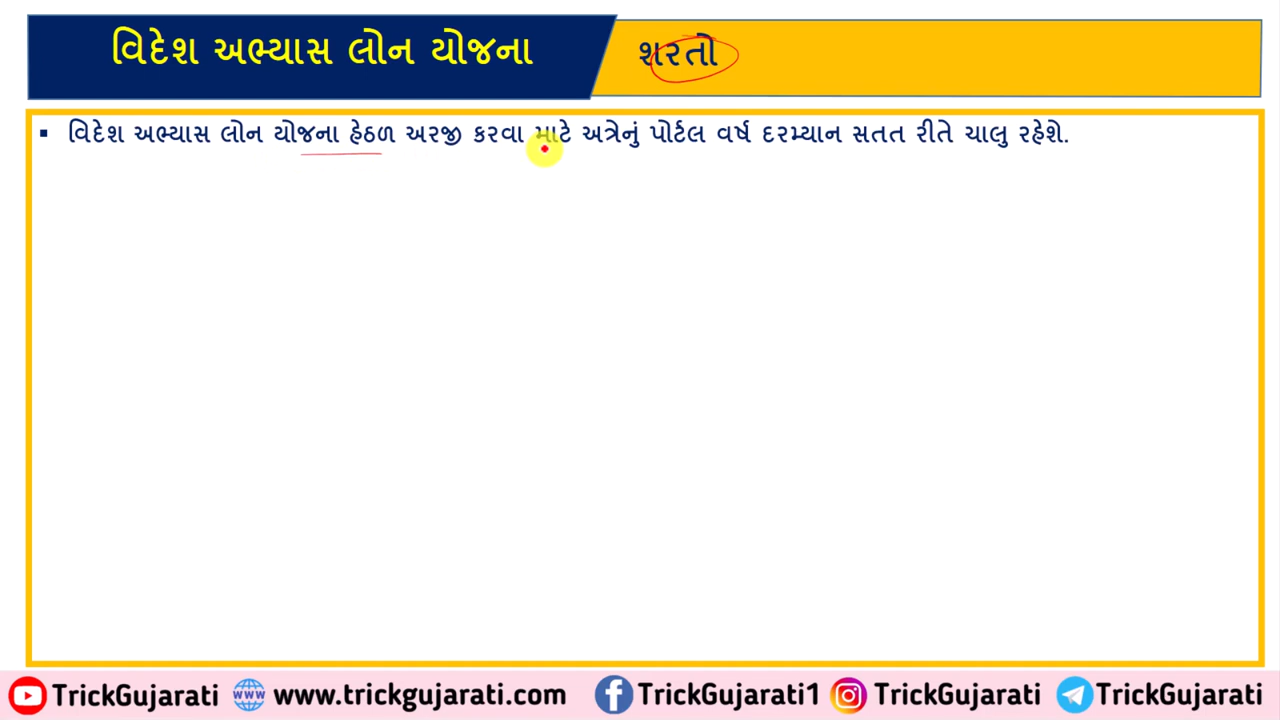 વિદેશ અભ્યાસ લોન યોજના શરતો
▪ વિદેશ અભ્યાસ લોન યોજના હેઠળ અરજી કરવા માટે અત્રેનું પોર્ટલ વર્ષ દરમ્યાન સતત રીતે ચાલુ રહેશે.
TrickGujarati www.trickgujarati.com TrickGujarati1 TrickGujarati TrickGujarati